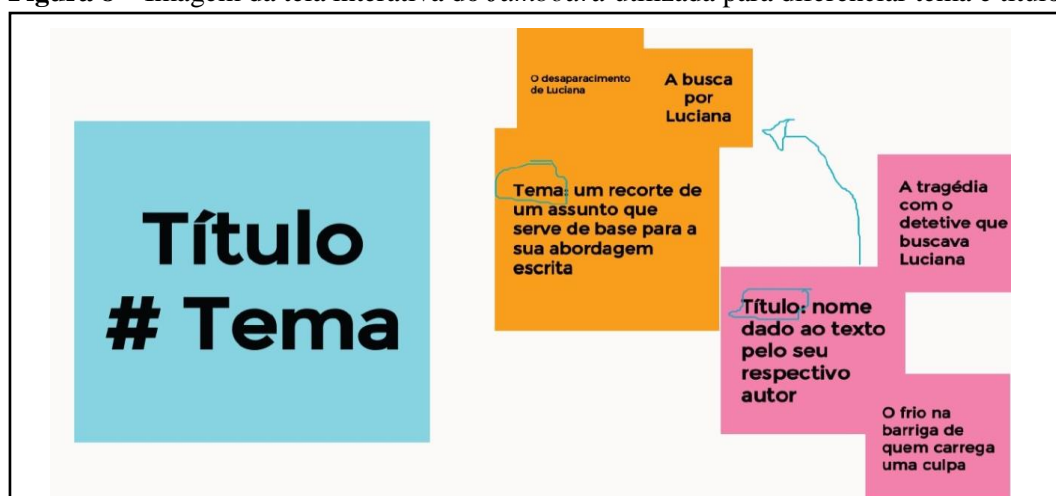 Figura 8 – Imagem da tela interativa do Jamboard utilizada para diferenciar tema e título
Título
# Tema
O desaparacimento
de Luciana
A busca
por
Luciana
Tema: um recorte de
um assunto que
serve de base para a
sua abordagem
escrita
A tragédia
com o
detetive que
buscava
Luciana
Título: nome
dado ao texto
pelo seu
respectivo
autor
O frio na
barriga de
quem carrega
uma culpa